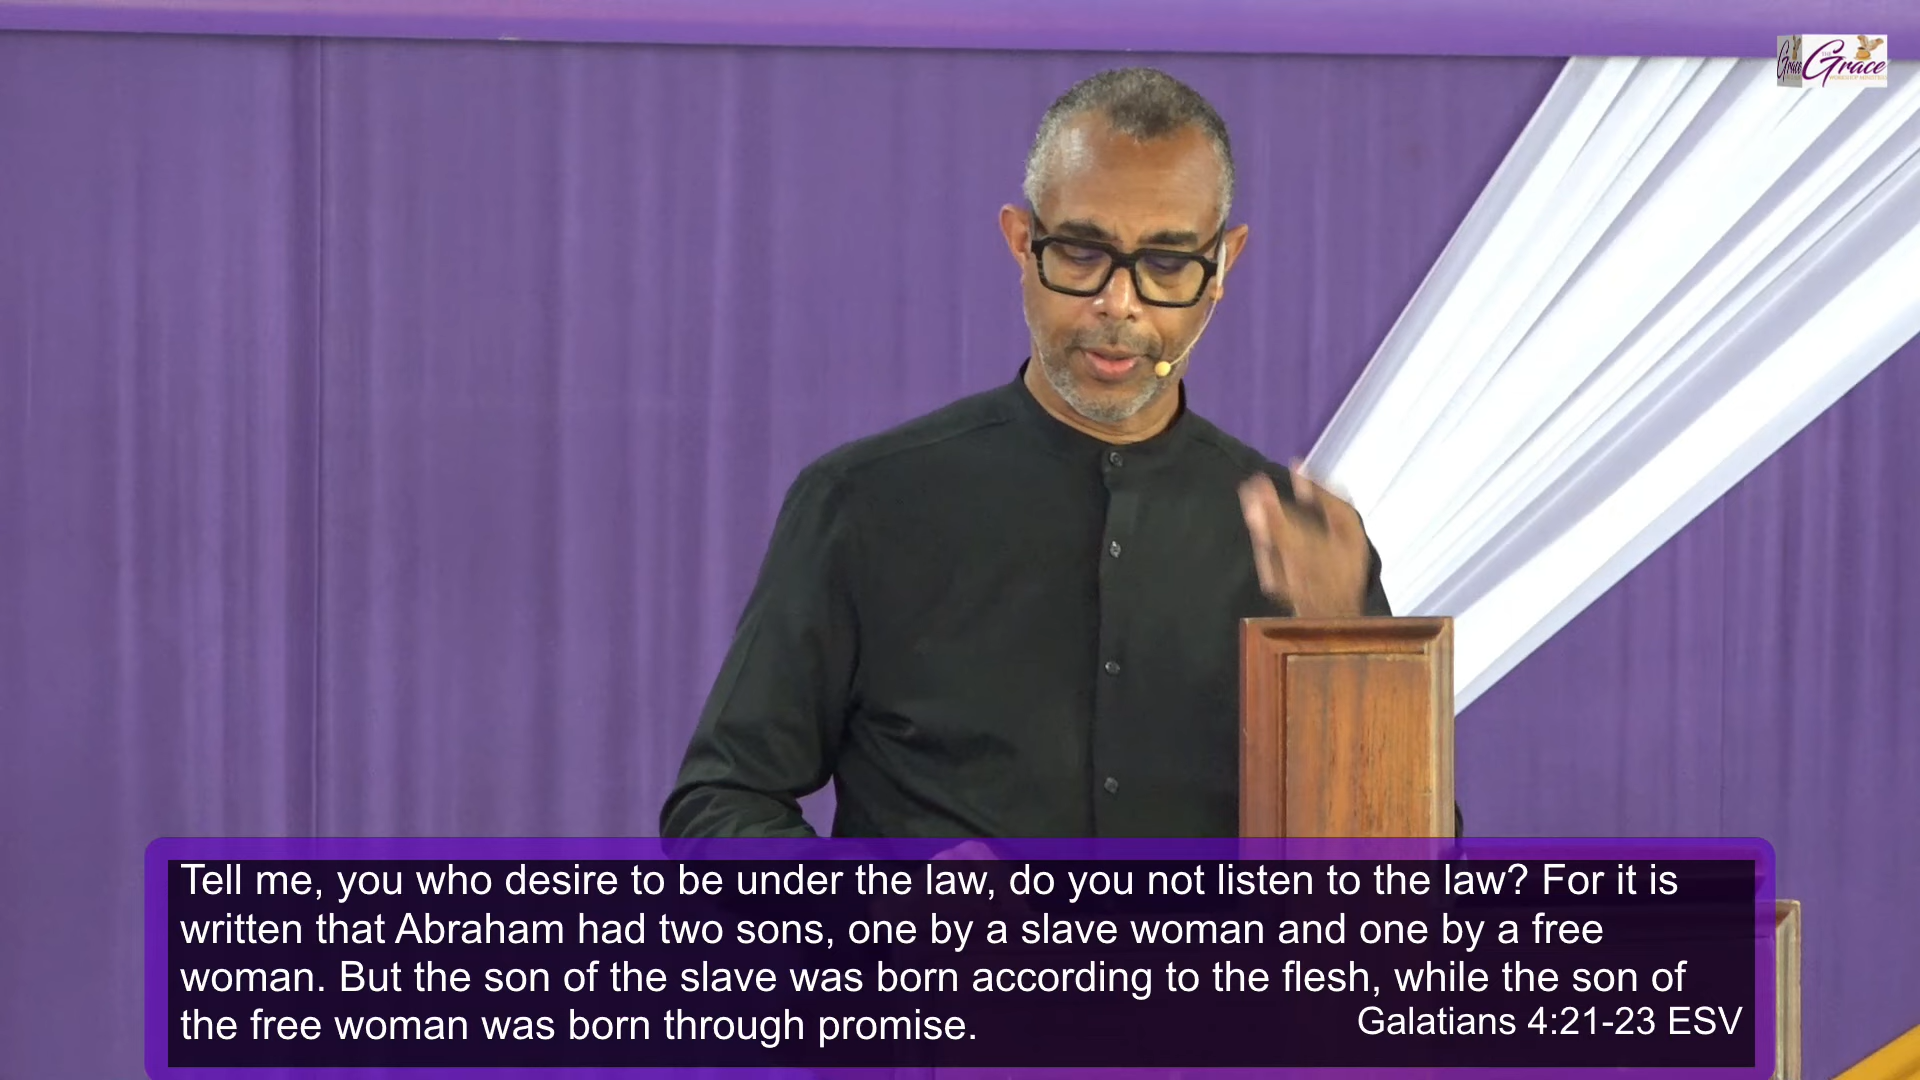 Grace
Tell me, you who desire to be under the law, do you not listen to the law? For it is
written that Abraham had two sons, one by a slave woman and one by a free
woman. But the son of the slave was born according to the flesh, while the son of
the free woman was born through promise.
Galatians 4:21-23 ESV